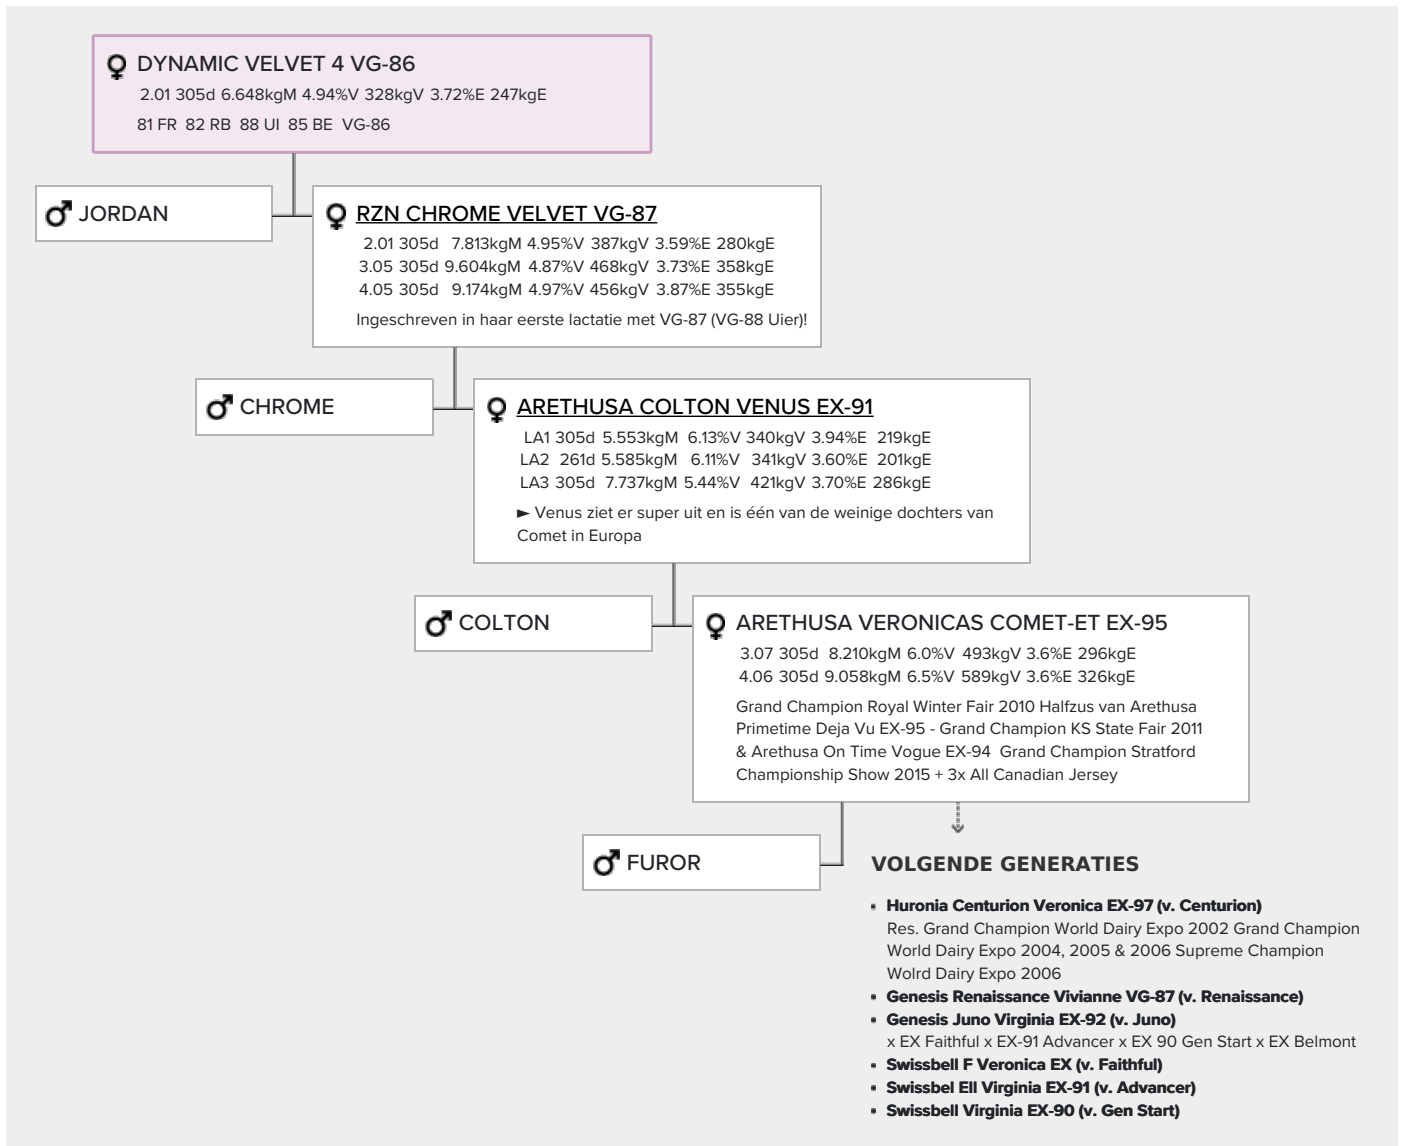 DYNAMIC VELVET 4 VG-86
2.01 305d 6.648kgM 4.94%V 328kgV 3.72%E 247kgE
81 FR 82 RB 88 UI 85 BE VG-86
JORDAN
RZN CHROME VELVET VG-87
2.01 305d 7.813kgM 4.95%V 387kgV 3.59%E 280kgE
3.05 305d 9.604kgM 4.87%V 468kgV 3.73%E 358kgE
4.05 305d 9.174kgM 4.97%V 456kgV 3.87%E 355kgE
Ingeschreven in haar eerste lactatie met VG-87 (VG-88 Uier)!
CHROME
ARETHUSA COLTON VENUS EX-91
LA1 305d 5.553kgM 6.13%V 340kgV 3.94%E 219kgE
LA2 261d 5.585kgM 6.11%V 341kgV 3.60%E 201kgE
LA3 305d 7.737kgM 5.44%V 421kgV 3.70%E 286kgE
► Venus ziet er super uit en is één van de weinige dochters van
Comet in Europa
COLTON
ARETHUSA VERONICAS COMET-ET EX-95
3.07 305d 8.210kgM 6.0%V 493kgV 3.6%E 296kgE
4.06 305d 9.058kgM 6.5%V 589kgV 3.6%E 326kgE
Grand Champion Royal Winter Fair 2010 Halfzus van Arethusa
Primetime Deja Vu EX-95 - Grand Champion KS State Fair 2011
& Arethusa On Time Vogue EX-94 Grand Champion Stratford
Championship Show 2015 + 3x All Canadian Jersey
FUROR
VOLGENDE GENERATIES
• Huronia Centurion Veronica EX-97 (v. Centurion)
Res. Grand Champion World Dairy Expo 2002 Grand Champion
World Dairy Expo 2004, 2005 & 2006 Supreme Champion
Wolrd Dairy Expo 2006
• Genesis Renaissance Vivianne VG-87 (v. Renaissance)
• Genesis Juno Virginia EX-92 (v. Juno)
x EX Faithful x EX-91 Advancer x EX 90 Gen Start x EX Belmont
• Swissbell F Veronica EX (v. Faithful)
• Swissbel Ell Virginia EX-91 (v. Advancer)
• Swissbell Virginia EX-90 (v. Gen Start)